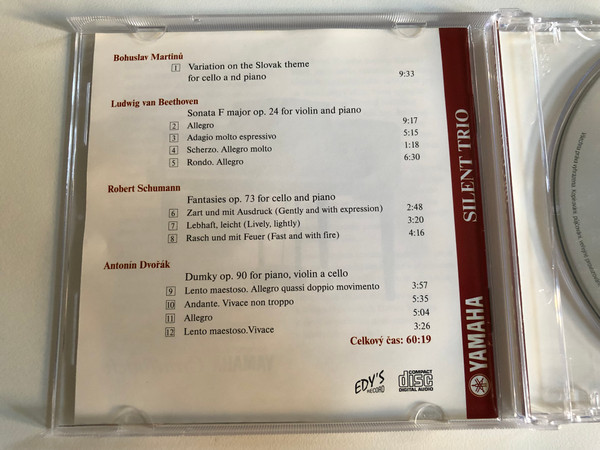 Bohuslav Martinů
1 Variation on the Slovak theme
for cello a nd piano 9:33
Ludwig van Beethoven
Sonata F major op. 24 for violin and piano
2 Allegro 9:17
3 Adagio molto espressivo 5:15
4 Scherzo. Allegro molto 1:18
5 Rondo. Allegro 6:30
Robert Schumann
Fantasies op. 73 for cello and piano
6 Zart und mit Ausdruck (Gently and with expression) 2:48
7 Lebhaft, leicht (Lively, lightly) 3:20
8 Rasch und mit Feuer (Fast and with fire) 4:16
Antonín Dvořák
Dumky op. 90 for piano, violin a cello
9 Lento maestoso. Allegro quassi doppio movimento 3:57
10 Andante. Vivace non troppo 5:35
11 Allegro 5:04
12 Lento maestoso.Vivace 3:26
Celkový čas: 60:19
EDY'S
RECORD
COMPACT
disc
DIGITAL AUDIO
SILENT TRIO
YAMAHA